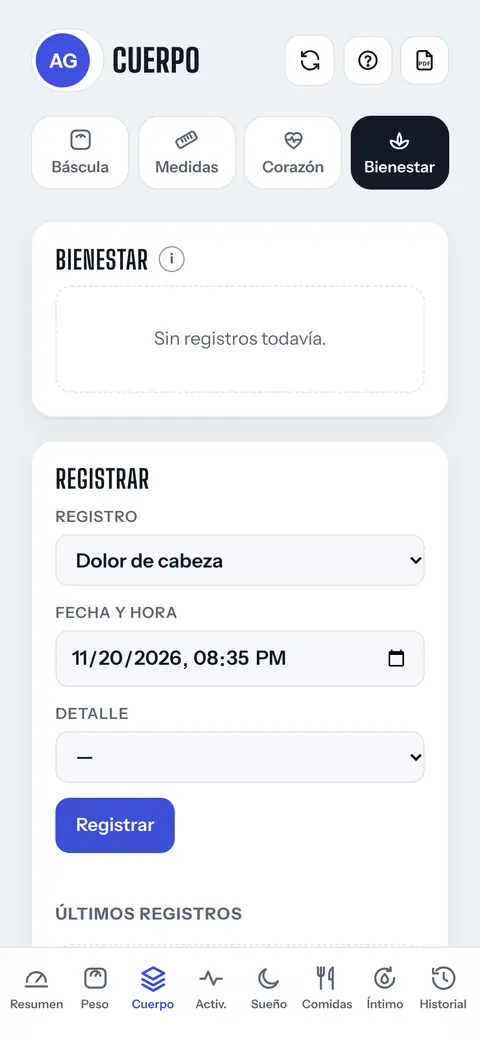 AG CUERPO
PDF
Báscula Medidas Corazón Bienestar
BIENESTAR i
Sin registros todavía.
REGISTRAR
REGISTRO
Dolor de cabeza
FECHA Y HORA
11/20/2026, 08:35 PM
DETALLE
—
Registrar
ÚLTIMOS REGISTROS
Resumen Peso Cuerpo Activ. Sueño Comidas Íntimo Historial